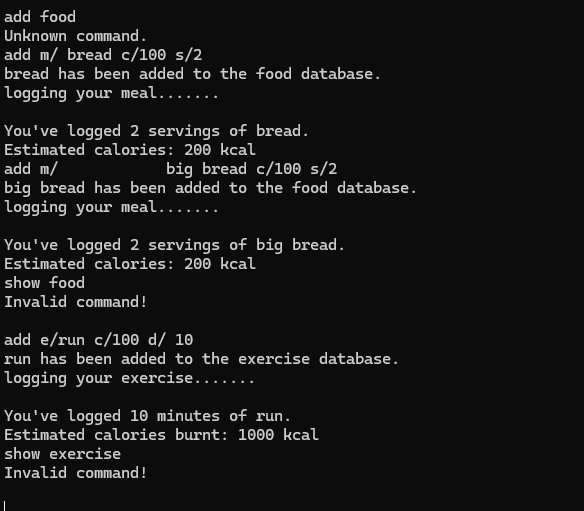 add food
Unknown command.
add m/ bread c/100 s/2
bread has been added to the food database.
logging your meal.......
You've logged 2 servings of bread.
Estimated calories: 200 kcal
add m/            big bread c/100 s/2
big bread has been added to the food database.
logging your meal.......
You've logged 2 servings of big bread.
Estimated calories: 200 kcal
show food
Invalid command!
add e/run c/100 d/ 10
run has been added to the exercise database.
logging your exercise.......
You've logged 10 minutes of run.
Estimated calories burnt: 1000 kcal
show exercise
Invalid command!